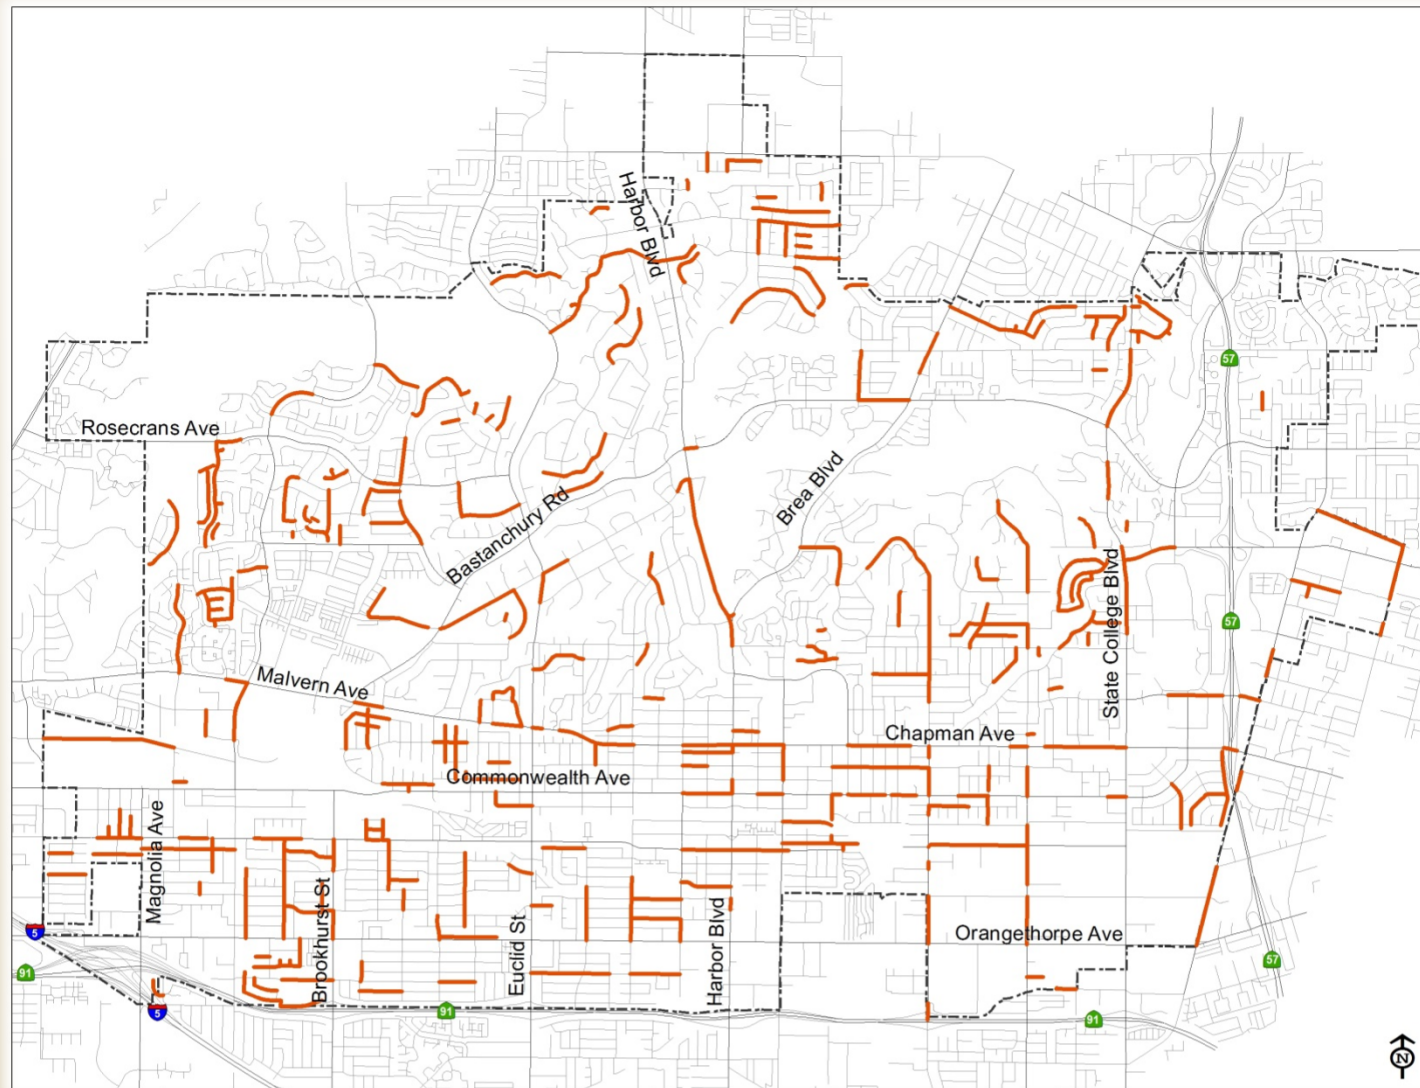 Harbor Blvd
57
Rosecrans Ave
Brea Blvd
Bastanchury Rd
State College Blvd
57
Malvern Ave
Chapman Ave
Commonwealth Ave
Magnolia Ave
Brookhurst St
Euclid St
Harbor Blvd
Orangethorpe Ave
5
91
57
5
91
91
N